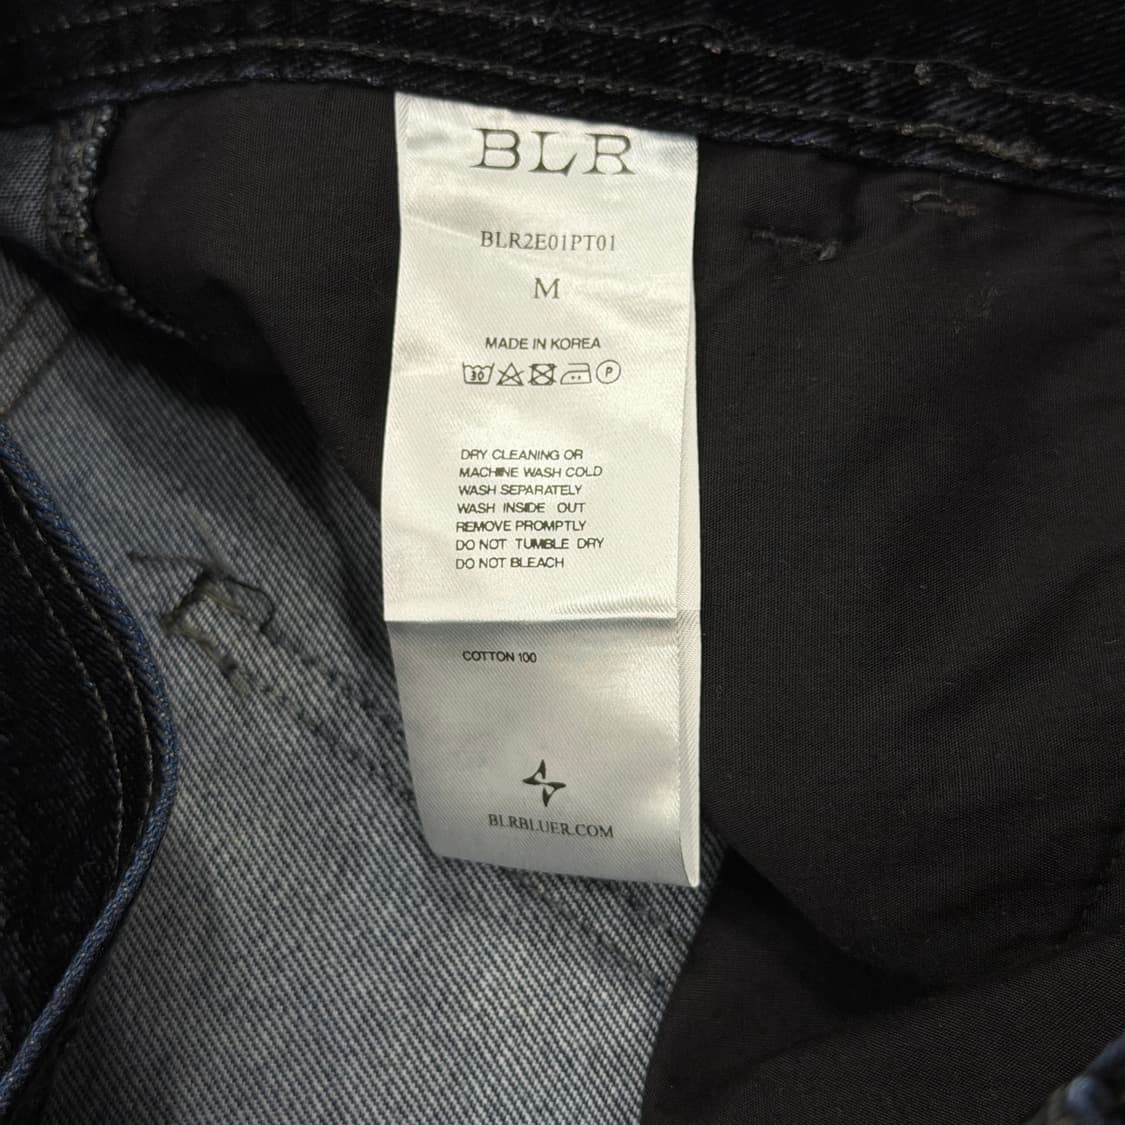 BLR
BLR2E01PT01
M
MADE IN KOREA
30 P
DRY CLEANING OR
MACHINE WASH COLD
WASH SEPARATELY
WASH INSIDE OUT
REMOVE PROMPTLY
DO NOT TUMBLE DRY
DO NOT BLEACH
COTTON 100
BLRBLUER.COM